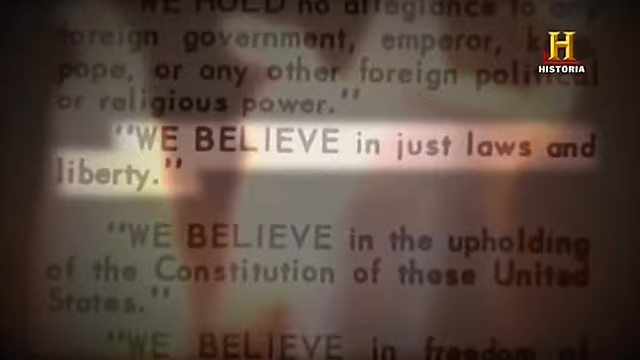 "WE HOLD no allegiance to any
foreign government, emperor,
pope, or any other foreign political
or religious power."
"WE BELIEVE in just laws and
liberty."
"WE BELIEVE in the upholding
of the Constitution of these United
States."
"WE BELIEVE in freedom of
H
HISTORIA